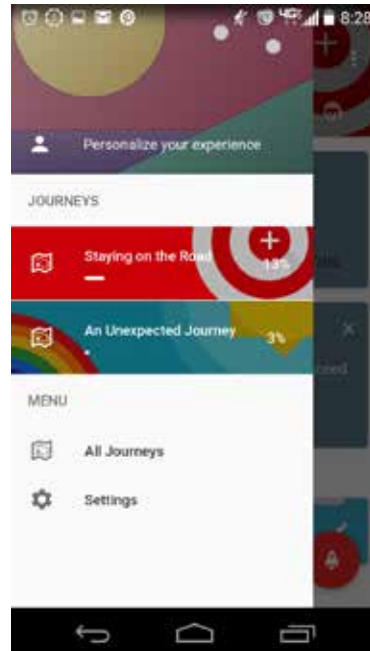 4G 8:28
Personalize your experience
JOURNEYS
Staying on the Road
13%
An Unexpected Journey
3%
MENU
All Journeys
Settings